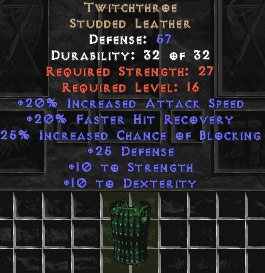 Twitchthroe
Studded Leather
Defense: 67
Durability: 32 of 32
Required Strength: 27
Required Level: 16
+20% Increased Attack Speed
+20% Faster Hit Recovery
25% Increased Chance of Blocking
+25 Defense
+10 to Strength
+10 to Dexterity